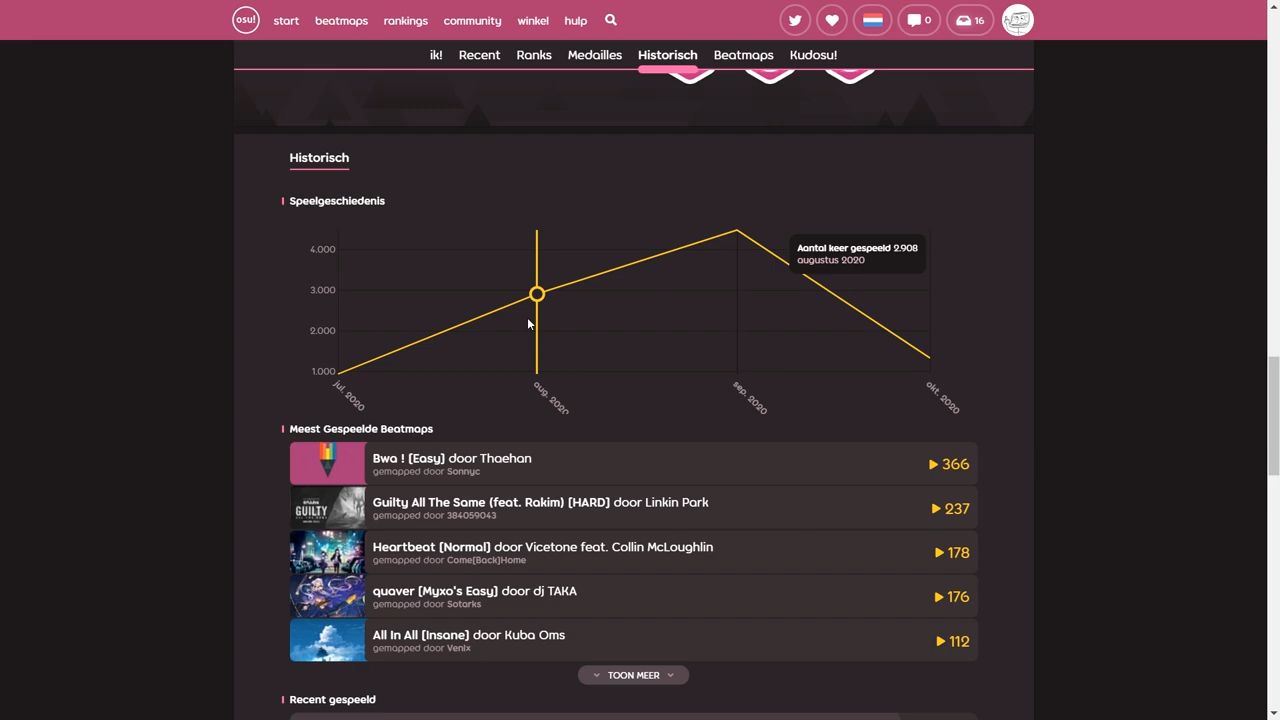 osu!
start
beatmaps
rankings
community
winkel
hulp
0
16
ik!
Recent
Ranks
Medailles
Historisch
Beatmaps
Kudosu!
Historisch
Speelgeschiedenis
4.000
3.000
2.000
1.000
Aantal keer gespeeld 2.908
augustus 2020
jul. 2020
aug. 2020
sep. 2020
okt. 2020
Meest Gespeelde Beatmaps
Bwa ! [Easy] door Thaehan
gemapped door Sonnyc
366
GUILTY
Guilty All The Same (feat. Rakim) [HARD] door Linkin Park
gemapped door 384059043
237
Heartbeat [Normal] door Vicetone feat. Collin McLoughlin
gemapped door Come[Back]Home
178
quaver [Myxo's Easy] door dj TAKA
gemapped door Sotarks
176
All In All [Insane] door Kuba Oms
gemapped door Venix
112
TOON MEER
Recent gespeeld